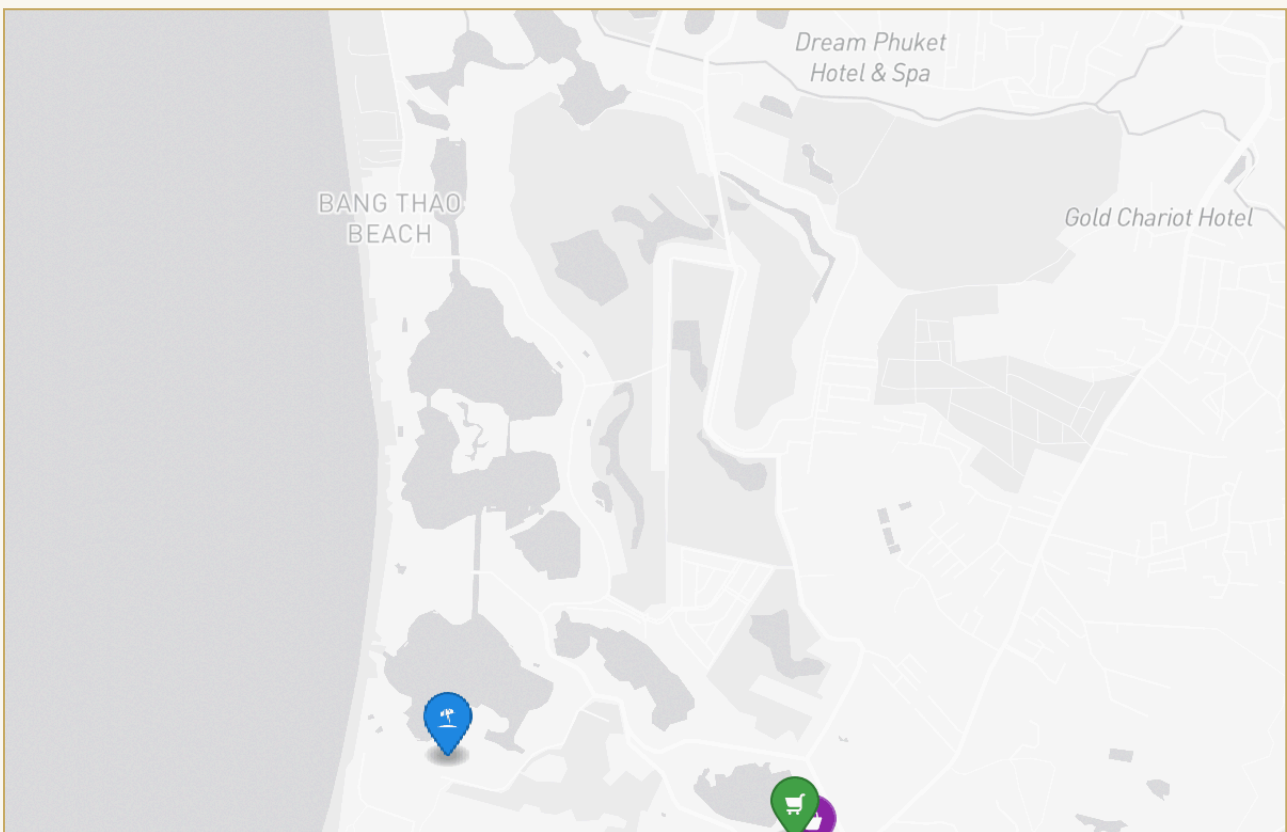 Dream Phuket
Hotel & Spa
BANG THAO
BEACH
Gold Chariot Hotel